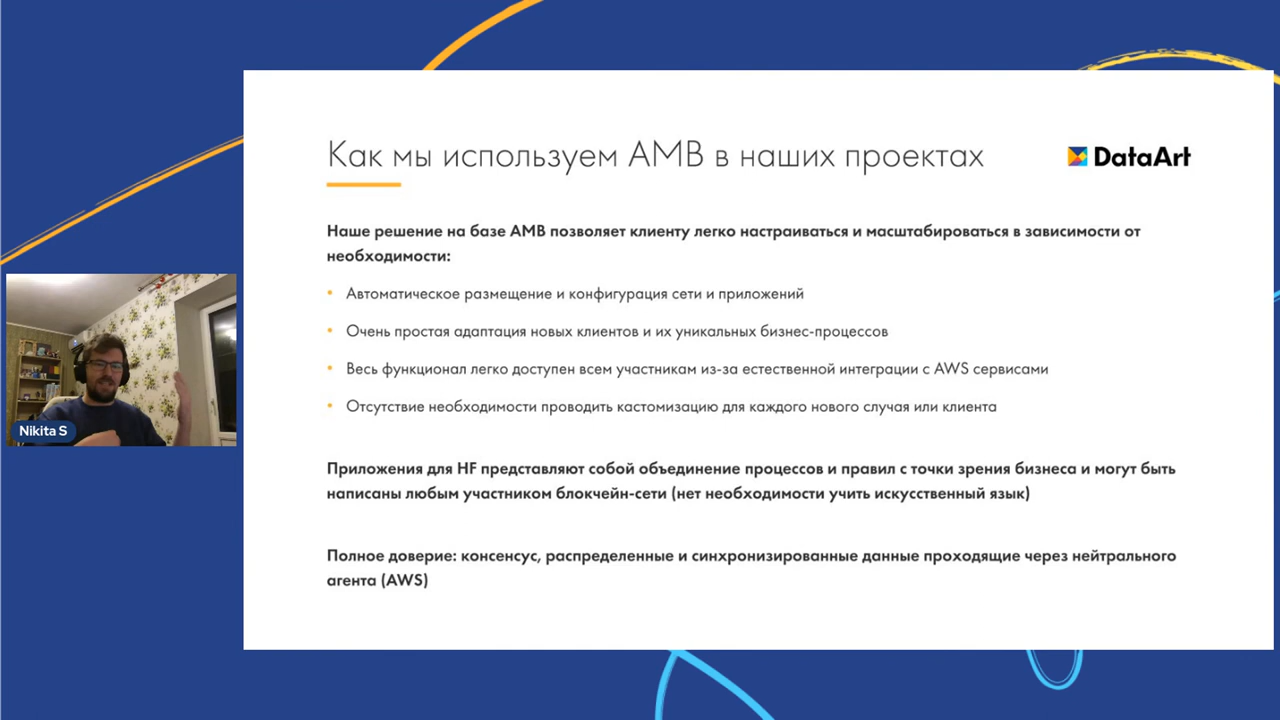 Как мы используем AMB в наших проектах
DataArt
Наше решение на базе AMB позволяет клиенту легко настраиваться и масштабироваться в зависимости от
необходимости:
• Автоматическое размещение и конфигурация сети и приложений
• Очень простая адаптация новых клиентов и их уникальных бизнес-процессов
• Весь функционал легко доступен всем участникам из-за естественной интеграции с AWS сервисами
• Отсутствие необходимости проводить кастомизацию для каждого нового случая или клиента
Nikita S
Приложения для HF представляют собой объединение процессов и правил с точки зрения бизнеса и могут быть
написаны любым участником блокчейн-сети (нет необходимости учить искусственный язык)
Полное доверие: консенсус, распределенные и синхронизированные данные проходящие через нейтрального
агента (AWS)